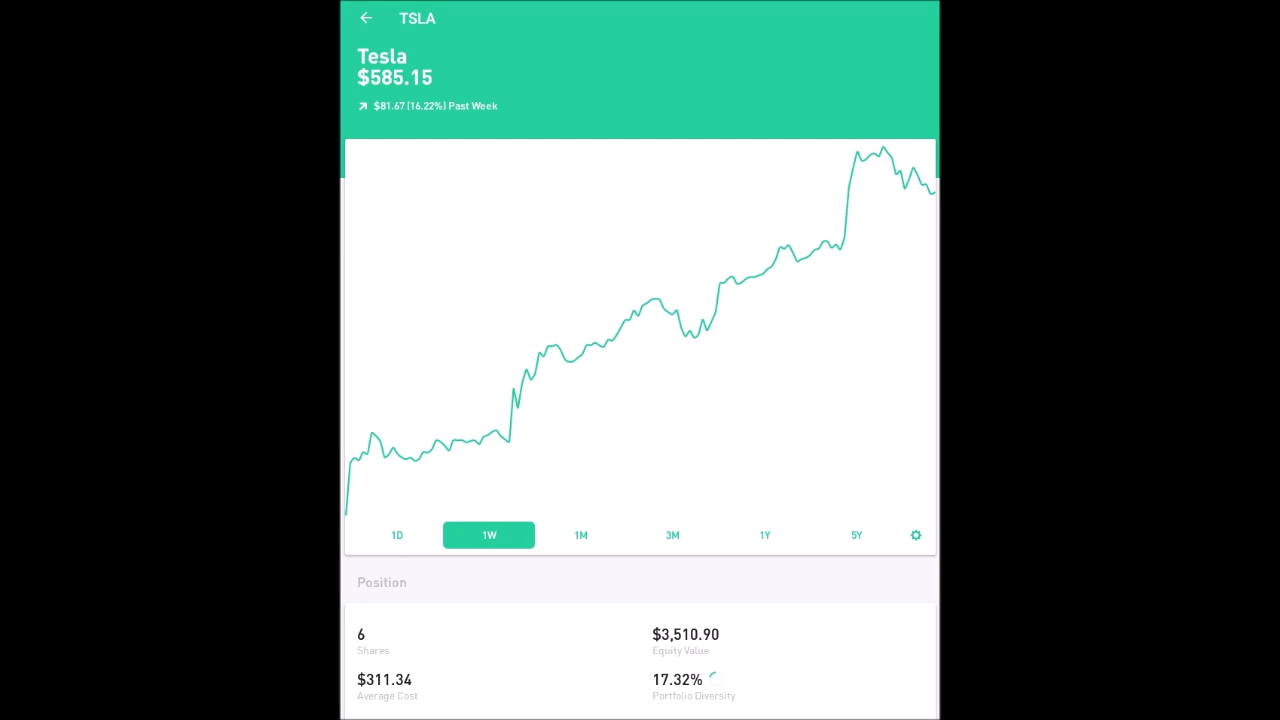 TSLA
Tesla
$585.15
$81.67 (16.22%) Past Week
1D 1W 1M 3M 1Y 5Y
Position
6 $3,510.90
Shares Equity Value
$311.34 17.32%
Average Cost Portfolio Diversity